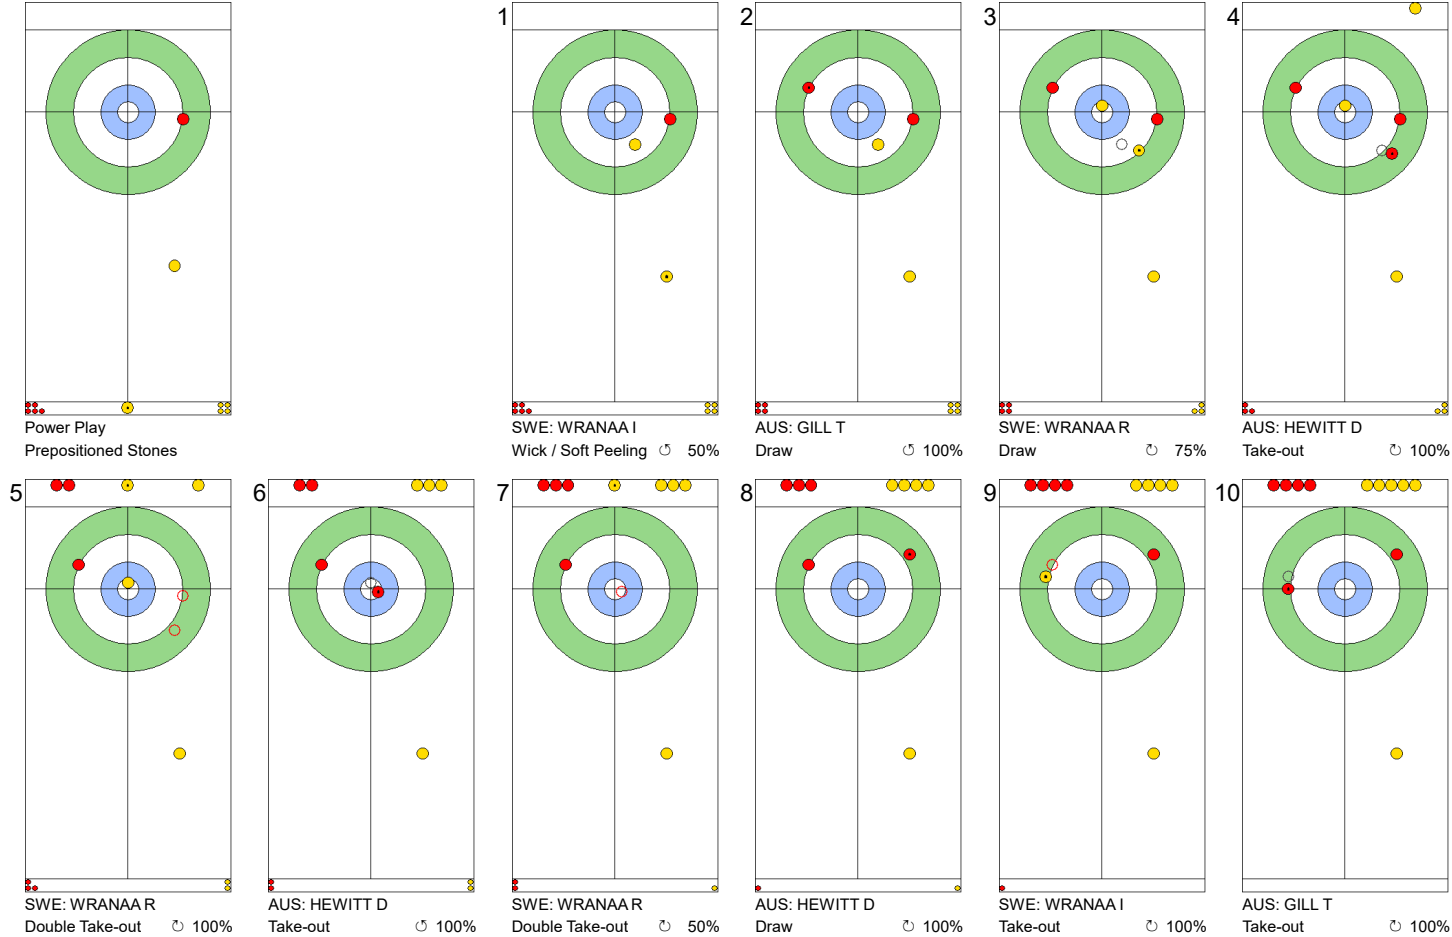 Power Play
Prepositioned Stones
1
SWE: WRANAA I
Wick / Soft Peeling 50%
2
AUS: GILL T
Draw 100%
3
SWE: WRANAA R
Draw 75%
4
AUS: HEWITT D
Take-out 100%
5
SWE: WRANAA R
Double Take-out 100%
6
AUS: HEWITT D
Take-out 100%
7
SWE: WRANAA R
Double Take-out 50%
8
AUS: HEWITT D
Draw 100%
9
SWE: WRANAA I
Take-out 100%
10
AUS: GILL T
Take-out 100%